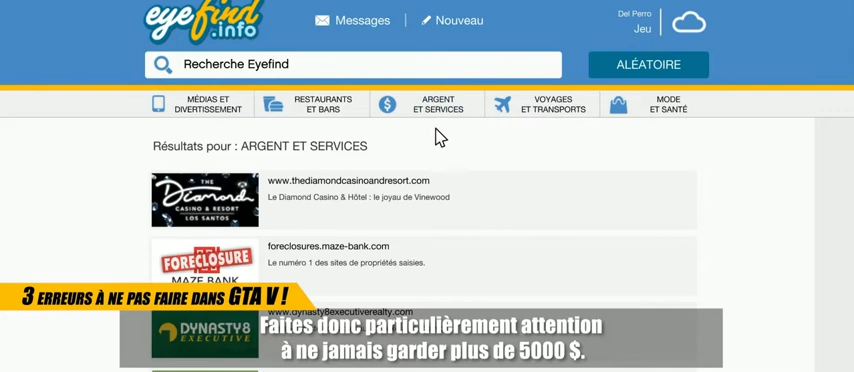 eyefind
.info
Messages
Nouveau
Del Perro
Jeu
Recherche Eyefind
ALÉATOIRE
MÉDIAS ET
DIVERTISSEMENT
RESTAURANTS
ET BARS
ARGENT
ET SERVICES
VOYAGES
ET TRANSPORTS
MODE
ET SANTÉ
Résultats pour : ARGENT ET SERVICES
THE
Diamond
CASINO & RESORT
LOS SANTOS
www.thediamondcasinoandresort.com
Le Diamond Casino & Hôtel : le joyau de Vinewood
FORECLOSURE
MAZE BANK
foreclosures.maze-bank.com
Le numéro 1 des sites de propriétés saisies.
3 ERREURS À NE PAS FAIRE DANS GTA V !
DYNASTY8
EXECUTIVE
www.dynasty8executiverealty.com
Faites donc particulièrement attention
à ne jamais garder plus de 5000 $.